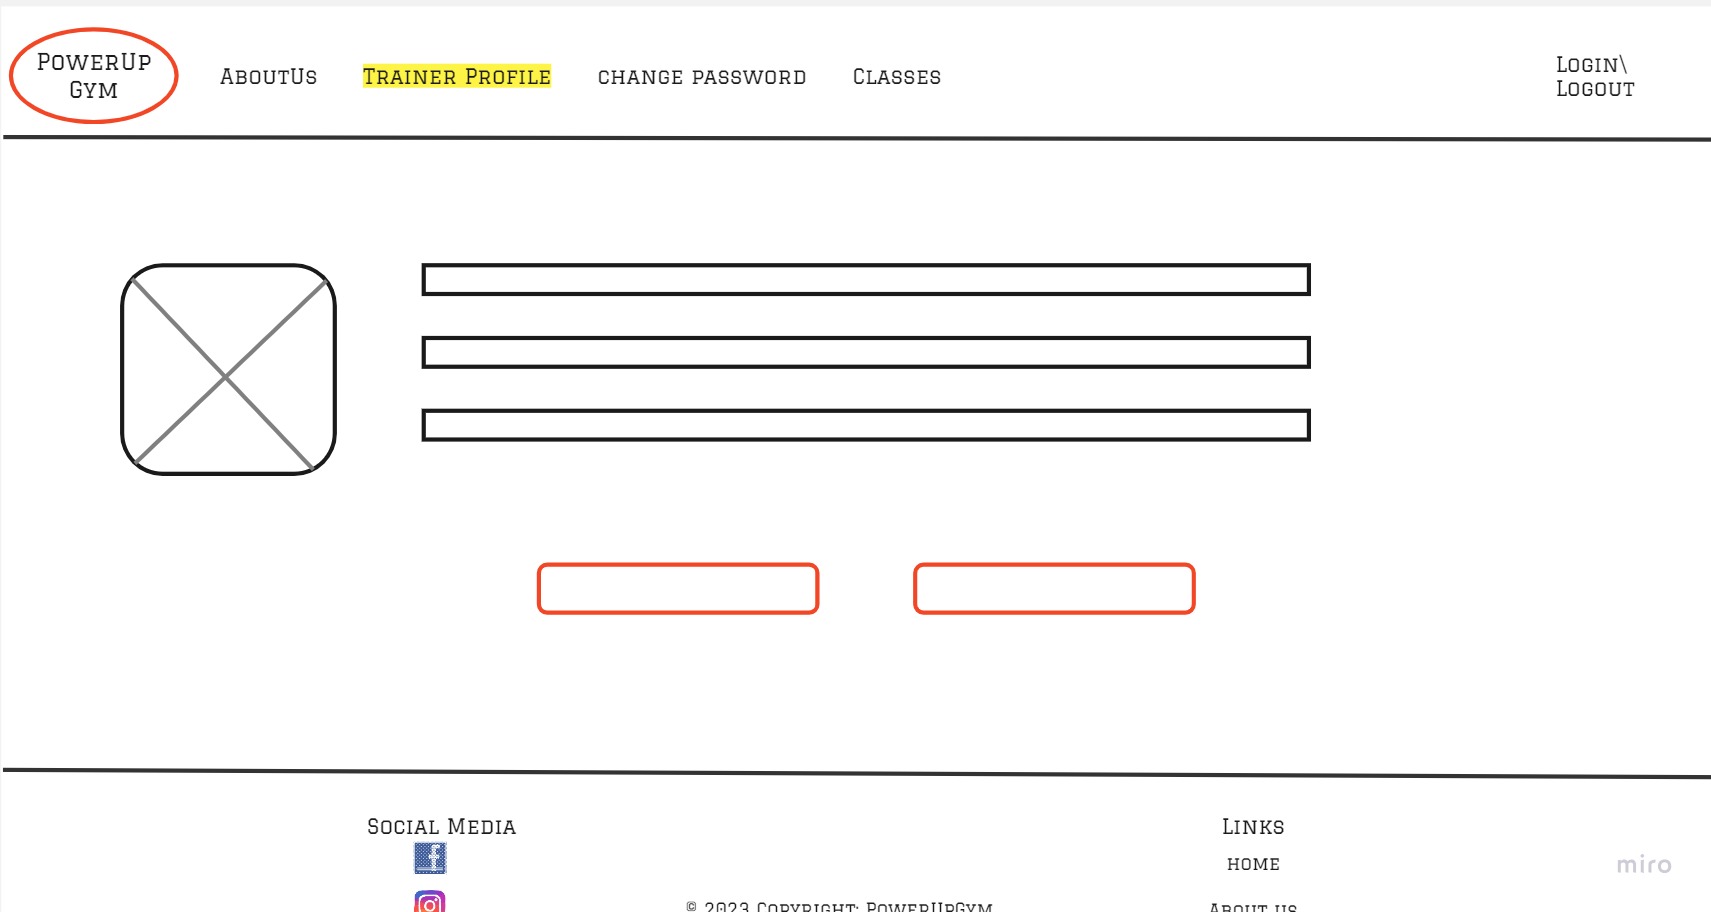 PowerUp
Gym
AboutUs
Trainer Profile
change password
Classes
Login\
Logout
Social Media
Links
home
miro
© 2023 Copyright: PowerUpGym
About us